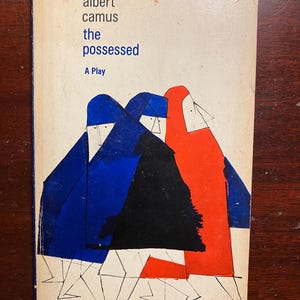 albert
camus
the
possessed
A Play